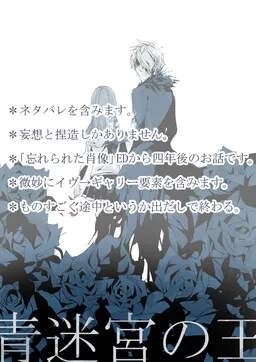 ＊ネタバレを含みます。
＊妄想と捏造しかありません。
＊「忘れられた肖像」EDから四年後のお話です。
＊微妙にイヴ→ギャリー要素を含みます。
＊ものすごく途中というか出だしで終わる。
青迷宮の王